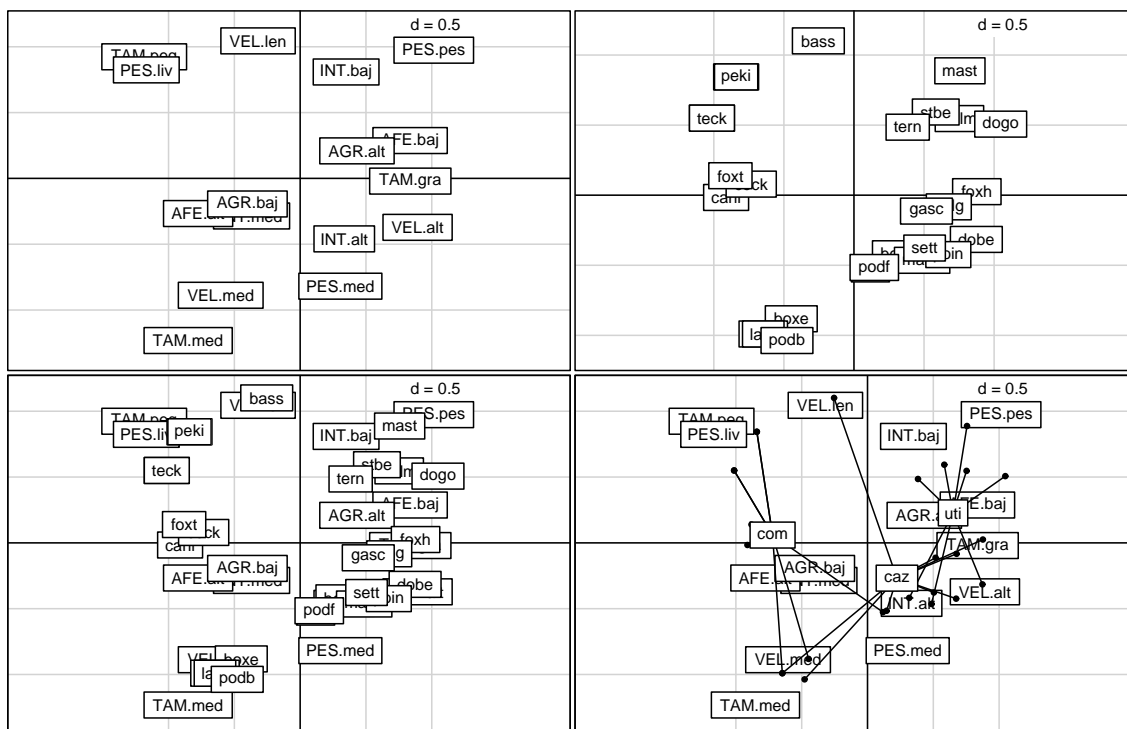 d = 0.5
VEL.len
PES.pes
TAM.peq
PES.liv
INT.baj
AFE.baj
AGR.alt
TAM.gra
AGR.baj
VEL.alt
INT.alt
PES.med
VEL.med
TAM.med
d = 0.5
bass
mast
peki
stbe
teck
tern
dogo
foxt
foxh
gasc
dobe
sett
podf
boxe
podb
d = 0.5
bass
PES.pes
TAM.peq
mast
PES.liv
peki
INT.baj
teck
stbe
tern
dogo
AFE.baj
AGR.alt
foxt
foxh
gasc
AGR.baj
dobe
sett
podf
PES.med
boxe
podb
TAM.med
d = 0.5
VEL.len
PES.pes
TAM.peq
PES.liv
INT.baj
AFE.baj
uti
com
TAM.gra
AGR.baj
caz
VEL.alt
INT.alt
PES.med
VEL.med
TAM.med